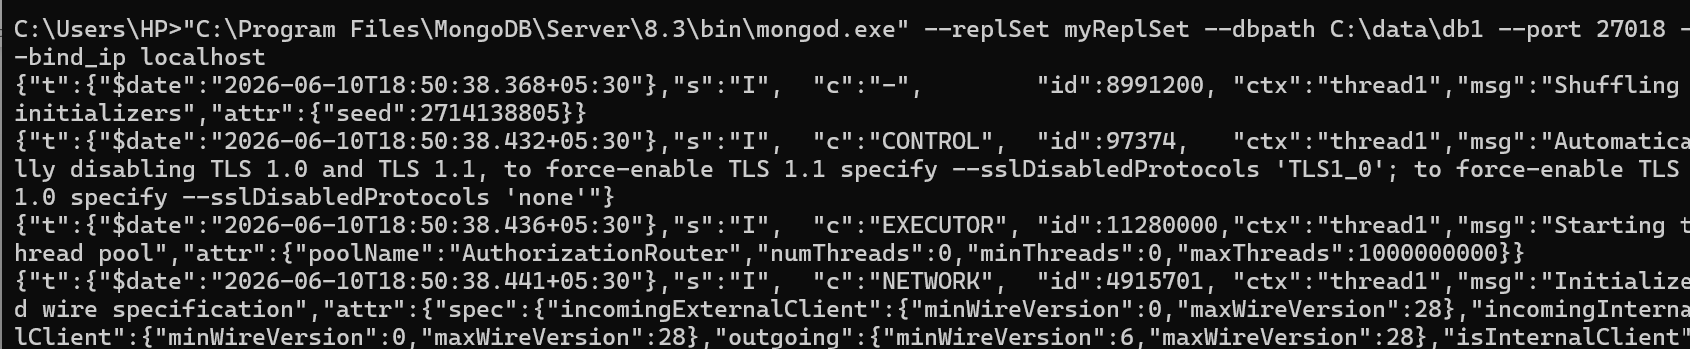 C:\Users\HP>"C:\Program Files\MongoDB\Server\8.3\bin\mongod.exe" --replSet myReplSet --dbpath C:\data\db1 --port 27018 -
-bind_ip localhost
{"t":{"$date":"2026-06-10T18:50:38.368+05:30"},"s":"I",  "c":"-",        "id":8991200, "ctx":"thread1","msg":"Shuffling
initializers","attr":{"seed":2714138805}}
{"t":{"$date":"2026-06-10T18:50:38.432+05:30"},"s":"I",  "c":"CONTROL",  "id":97374,   "ctx":"thread1","msg":"Automatica
lly disabling TLS 1.0 and TLS 1.1, to force-enable TLS 1.1 specify --sslDisabledProtocols 'TLS1_0'; to force-enable TLS
1.0 specify --sslDisabledProtocols 'none'"}
{"t":{"$date":"2026-06-10T18:50:38.436+05:30"},"s":"I",  "c":"EXECUTOR", "id":11280000,"ctx":"thread1","msg":"Starting t
hread pool","attr":{"poolName":"AuthorizationRouter","numThreads":0,"minThreads":0,"maxThreads":1000000000}}
{"t":{"$date":"2026-06-10T18:50:38.441+05:30"},"s":"I",  "c":"NETWORK",  "id":4915701, "ctx":"thread1","msg":"Initialize
d wire specification","attr":{"spec":{"incomingExternalClient":{"minWireVersion":0,"maxWireVersion":28},"incomingInterna
lClient":{"minWireVersion":0,"maxWireVersion":28},"outgoing":{"minWireVersion":6,"maxWireVersion":28},"isInternalClient"